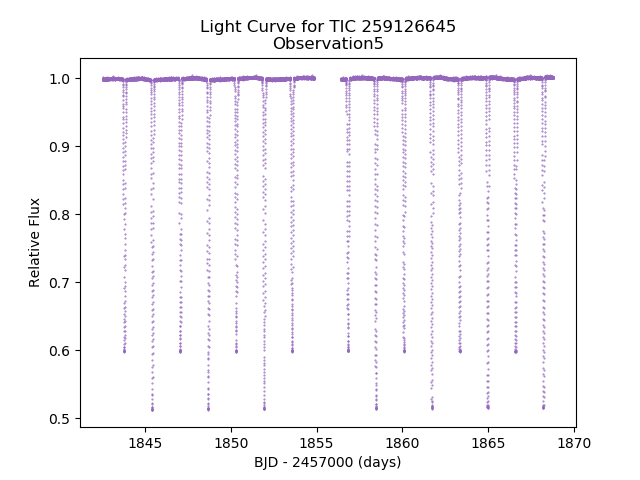 Light Curve for TIC 259126645
Observation5
Relative Flux
1.0
0.9
0.8
0.7
0.6
0.5
1845 1850 1855 1860 1865 1870
BJD - 2457000 (days)